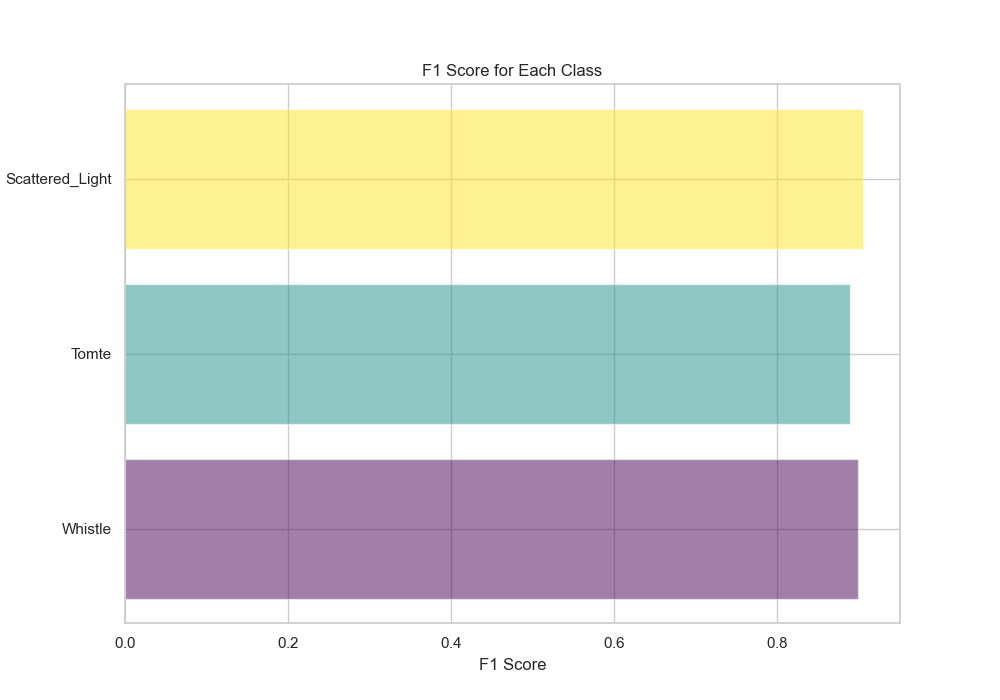 F1 Score for Each Class
Scattered_Light
Tomte
Whistle
0.0 0.2 0.4 0.6 0.8
F1 Score